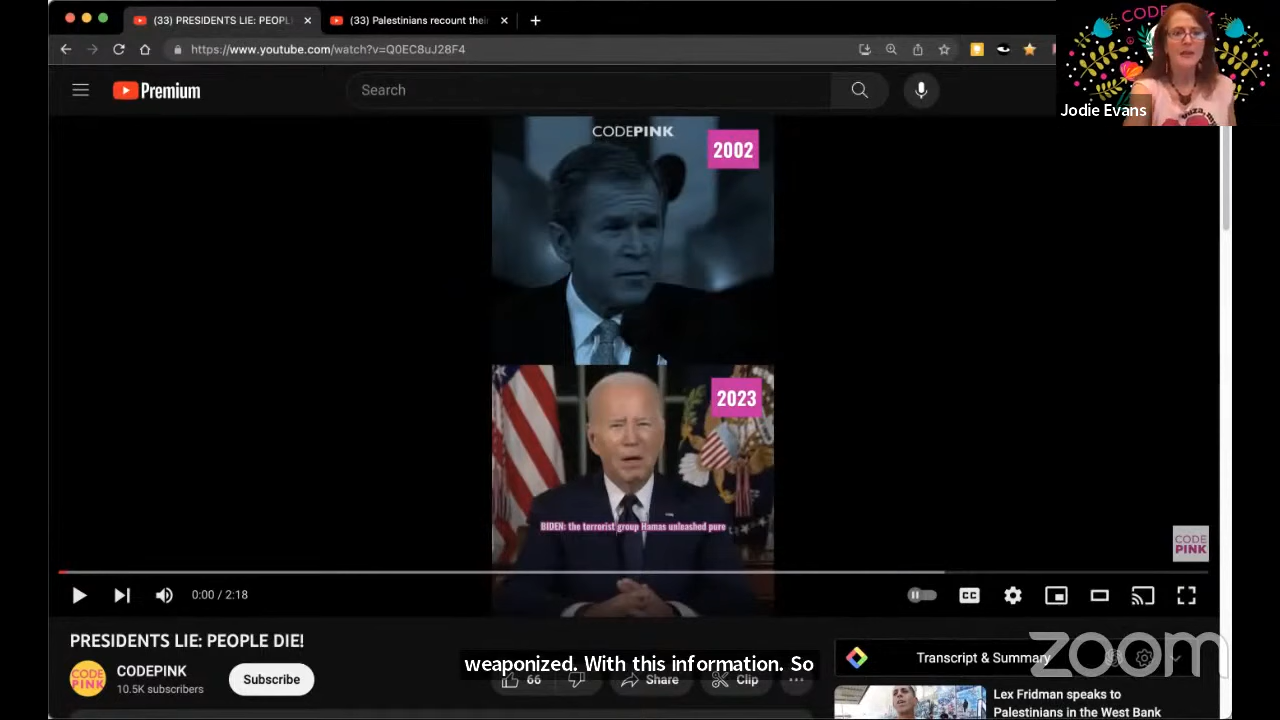 (33) PRESIDENTS LIE: PEOPL
(33) Palestinians recount thei
https://www.youtube.com/watch?v=Q0EC8uJ28F4
Premium
Search
CODEPINK
Jodie Evans
CODEPINK
2002
2023
BIDEN: the terrorist group Hamas unleashed pure
CODE
PINK
0:00 / 2:18
CC
PRESIDENTS LIE: PEOPLE DIE!
CODE
PINK
CODEPINK
10.5K subscribers
Subscribe
weaponized. With this information. So
66
Share
Clip
Transcript & Summary
zoom
Lex Fridman speaks to
Palestinians in the West Bank